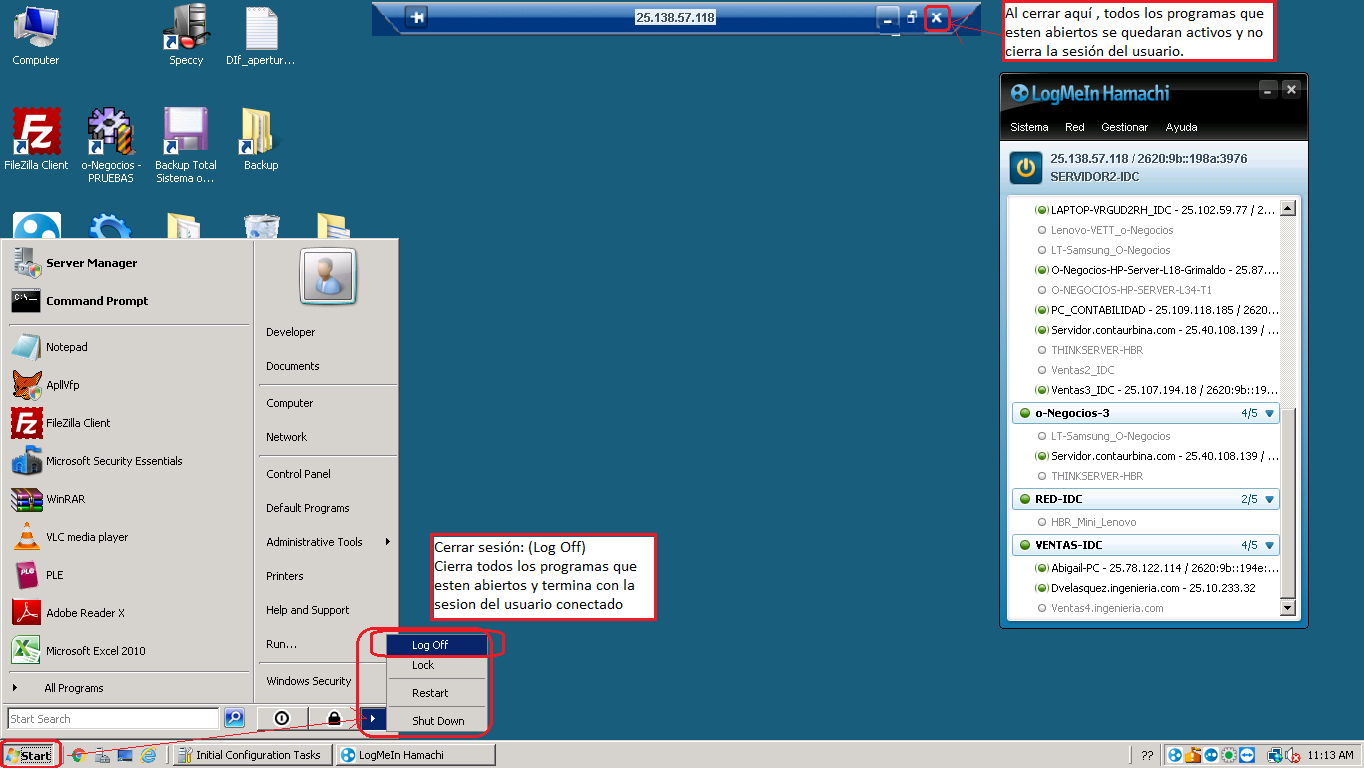 25.138.57.118
Al cerrar aquí , todos los programas que
esten abiertos se quedaran activos y no
cierra la sesión del usuario.
Computer
Speccy
DIf_apertur...
FileZilla Client
o-Negocios -
PRUEBAS
Backup Total
Sistema o...
Backup
LogMeIn Hamachi
Sistema Red Gestionar Ayuda
25.138.57.118 / 2620:9b::198a:3976
SERVIDOR2-IDC
LAPTOP-VRGUD2RH_IDC - 25.102.59.77 / 2...
Lenovo-VETT_o-Negocios
LT-Samsung_O-Negocios
O-Negocios-HP-Server-L18-Grimaldo - 25.87....
O-NEGOCIOS-HP-SERVER-L34-T1
PC_CONTABILIDAD - 25.109.118.185 / 2620...
Servidor.contaurbina.com - 25.40.108.139 / ...
THINKSERVER-HBR
Ventas2_IDC
Ventas3_IDC - 25.107.194.18 / 2620:9b::19...
o-Negocios-3 4/5
LT-Samsung_O-Negocios
Servidor.contaurbina.com - 25.40.108.139 / ...
THINKSERVER-HBR
RED-IDC 2/5
HBR_Mini_Lenovo
VENTAS-IDC 4/5
Abigail-PC - 25.78.122.114 / 2620:9b::194e:...
Dvelasquez.ingenieria.com - 25.10.233.32
Ventas4.ingenieria.com
Server Manager
C:\_
Command Prompt
Notepad
ApllVfp
FileZilla Client
Microsoft Security Essentials
WinRAR
VLC media player
PLE
PLE
Adobe Reader X
Microsoft Excel 2010
All Programs
Start Search
Developer
Documents
Computer
Network
Control Panel
Default Programs
Administrative Tools
Printers
Help and Support
Run...
Windows Security
Cerrar sesión: (Log Off)
Cierra todos los programas que
esten abiertos y termina con la
sesion del usuario conectado
Log Off
Lock
Restart
Shut Down
Start
Initial Configuration Tasks
LogMeIn Hamachi
??
11:13 AM